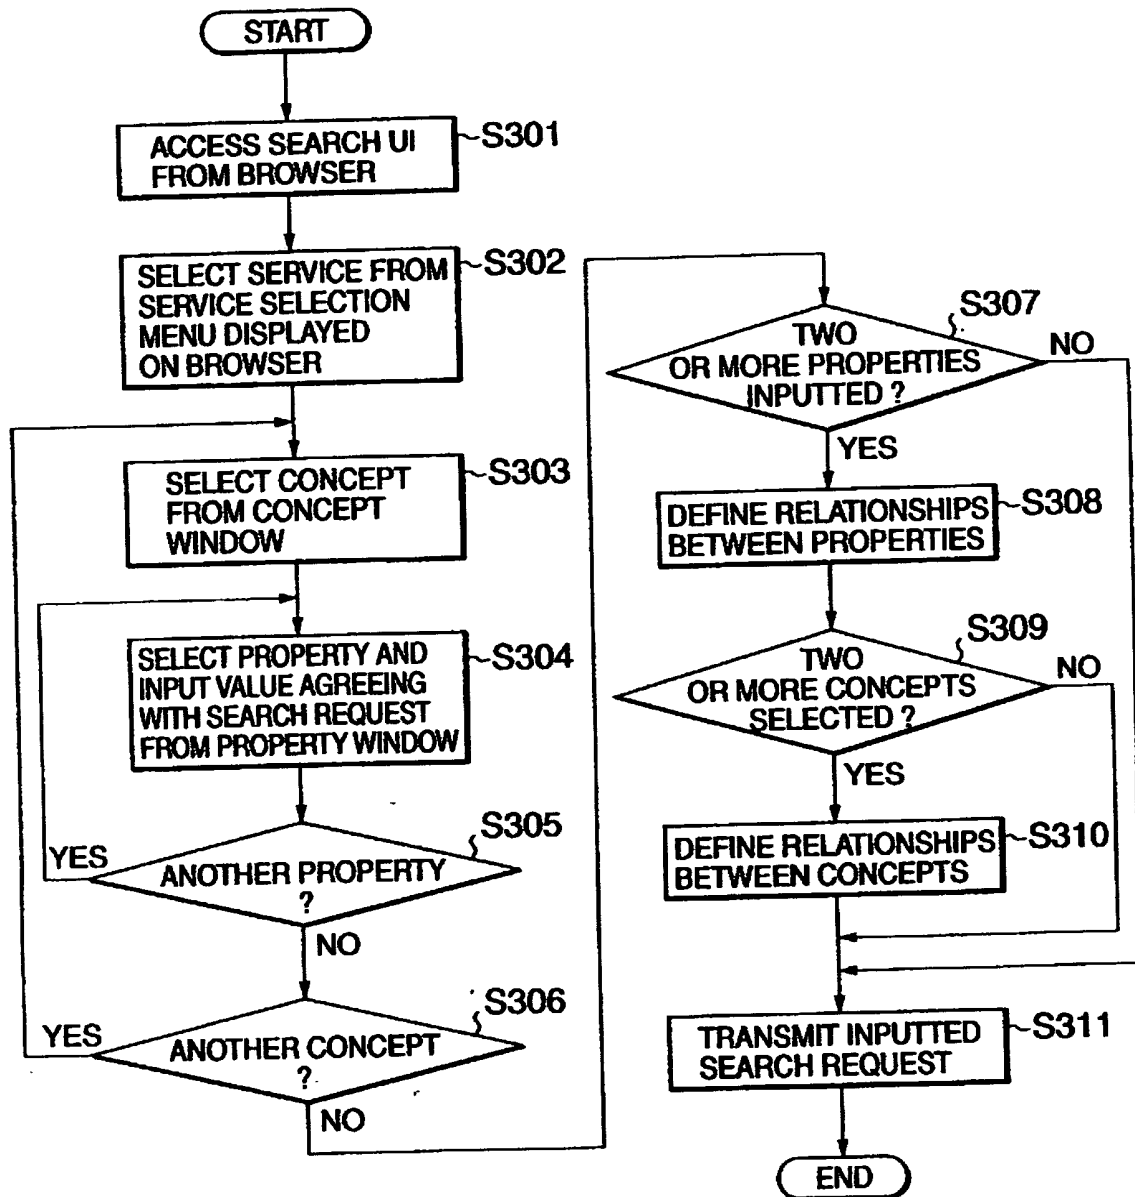 START
ACCESS SEARCH UI
FROM BROWSER
S301
SELECT SERVICE FROM
SERVICE SELECTION
MENU DISPLAYED
ON BROWSER
S302
SELECT CONCEPT
FROM CONCEPT
WINDOW
S303
SELECT PROPERTY AND
INPUT VALUE AGREEING
WITH SEARCH REQUEST
FROM PROPERTY WINDOW
S304
S305
YES
ANOTHER PROPERTY
?
NO
S306
YES
ANOTHER CONCEPT
?
NO
S307
TWO
OR MORE PROPERTIES
INPUTTED ?
NO
YES
DEFINE RELATIONSHIPS
BETWEEN PROPERTIES
S308
S309
TWO
OR MORE CONCEPTS
SELECTED ?
NO
YES
DEFINE RELATIONSHIPS
BETWEEN CONCEPTS
S310
TRANSMIT INPUTTED
SEARCH REQUEST
S311
END